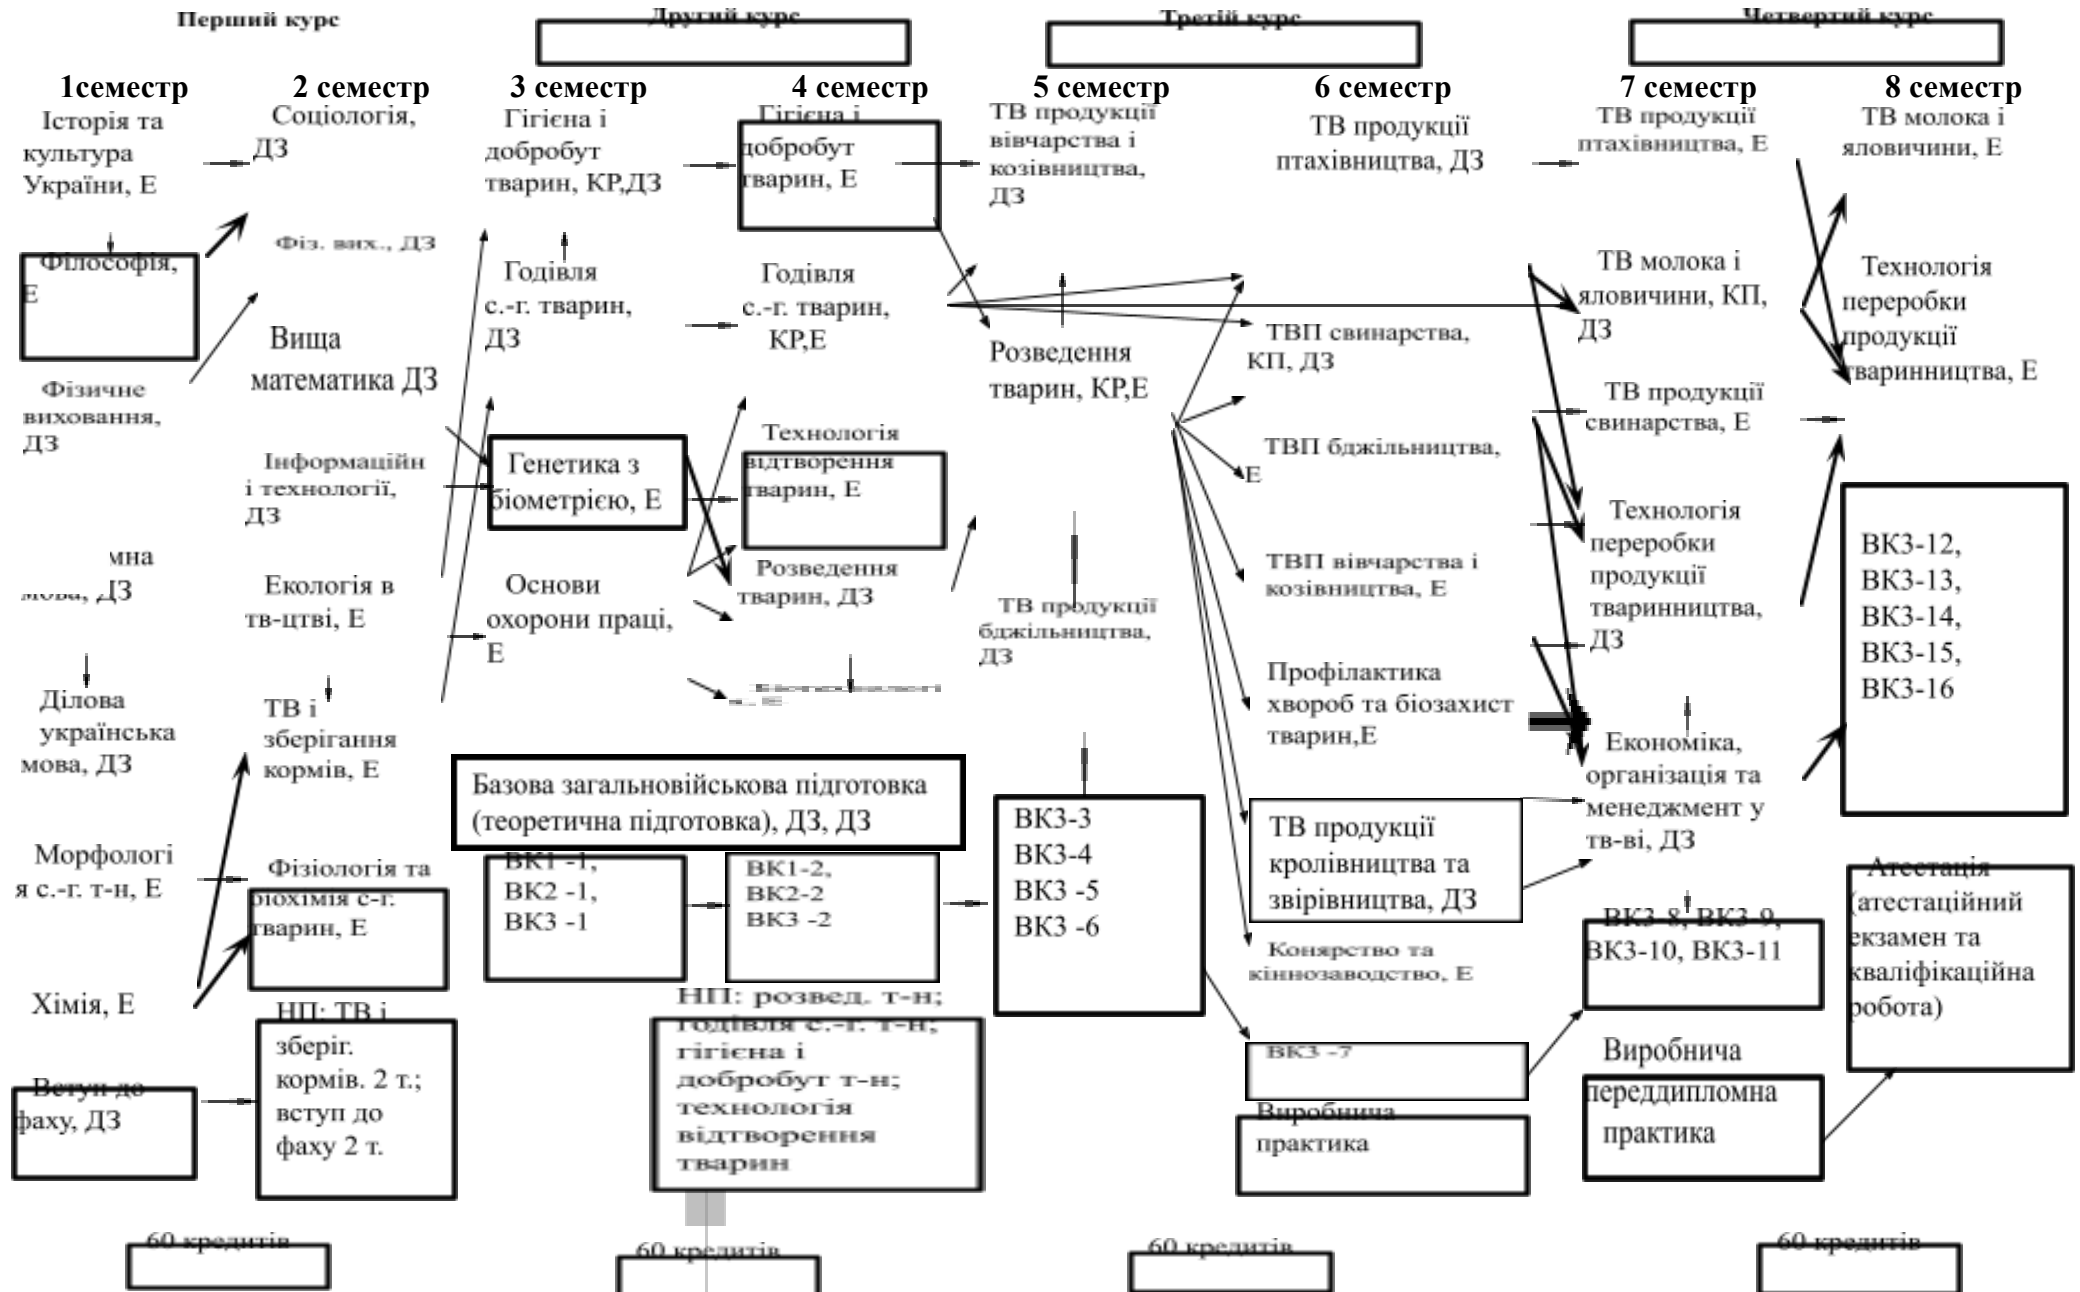 Перший курс
Другий курс
Третій курс
Четвертий курс
1семестр
2 семестр
3 семестр
4 семестр
5 семестр
6 семестр
7 семестр
8 семестр
Історія та
культура
України, Е
Філософія,
Е
Фізичне
виховання,
ДЗ
мна
мова, ДЗ
Ділова
українська
мова, ДЗ
Морфологі
я с.-г. т-н, Е
Хімія, Е
Вступ до
фаху, ДЗ
Соціологія,
ДЗ
Фіз. вих., ДЗ
Вища
математика ДЗ
Інформаційн
і технології,
ДЗ
Екологія в
тв-цтві, Е
ТВ і
зберігання
кормів, Е
Фізіологія та
біохімія с-г.
тварин, Е
НП: ТВ і
зберіг.
кормів. 2 т.;
вступ до
фаху 2 т.
Гігієна і
добробут
тварин, КР,ДЗ
Годівля
с.-г. тварин,
ДЗ
Генетика з
біометрією, Е
Основи
охорони праці,
Е
Базова загальновійськова підготовка
(теоретична підготовка), ДЗ, ДЗ
ВК1 -1,
ВК2 -1,
ВК3 -1
Гігієна і
добробут
тварин, Е
Годівля
с.-г. тварин,
КР,Е
Технологія
відтворення
тварин, Е
Розведення
тварин, ДЗ
ВК1-2,
ВК2-2
ВК3 -2
НП: розвед. т-н;
годівля с.-г. т-н;
гігієна і
добробут т-н;
технологія
відтворення
тварин
ТВ продукції
вівчарства і
козівництва,
ДЗ
Розведення
тварин, КР,Е
ТВ продукції
бджільництва,
ДЗ
ВК3-3
ВК3-4
ВК3 -5
ВК3 -6
ТВ продукції
птахівництва, ДЗ
ТВП свинарства,
КП, ДЗ
ТВП бджільництва,
Е
ТВП вівчарства і
козівництва, Е
Профілактика
хвороб та біозахист
тварин,Е
ТВ продукції
кролівництва та
звірівництва, ДЗ
Конярство та
кіннозаводство, Е
ВК3 -7
Виробнича
практика
ТВ продукції
птахівництва, Е
ТВ молока і
яловичини, КП,
ДЗ
ТВ продукції
свинарства, Е
Технологія
переробки
продукції
тваринництва,
ДЗ
Економіка,
організація та
менеджмент у
тв-ві, ДЗ
ВК3-8, ВК3-9,
ВК3-10, ВК3-11
Виробнича
переддипломна
практика
ТВ молока і
яловичини, Е
Технологія
переробки
продукції
тваринництва, Е
ВК3-12,
ВК3-13,
ВК3-14,
ВК3-15,
ВК3-16
Атестація
(атестаційний
екзамен та
кваліфікаційна
робота)
60 кредитів
60 кредитів
60 кредитів
60 кредитів